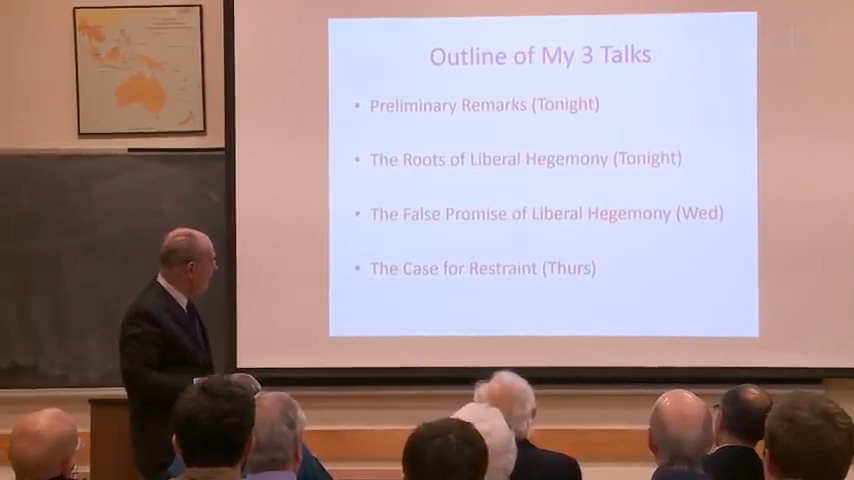 Outline of My 3 Talks
• Preliminary Remarks (Tonight)
• The Roots of Liberal Hegemony (Tonight)
• The False Promise of Liberal Hegemony (Wed)
• The Case for Restraint (Thurs)